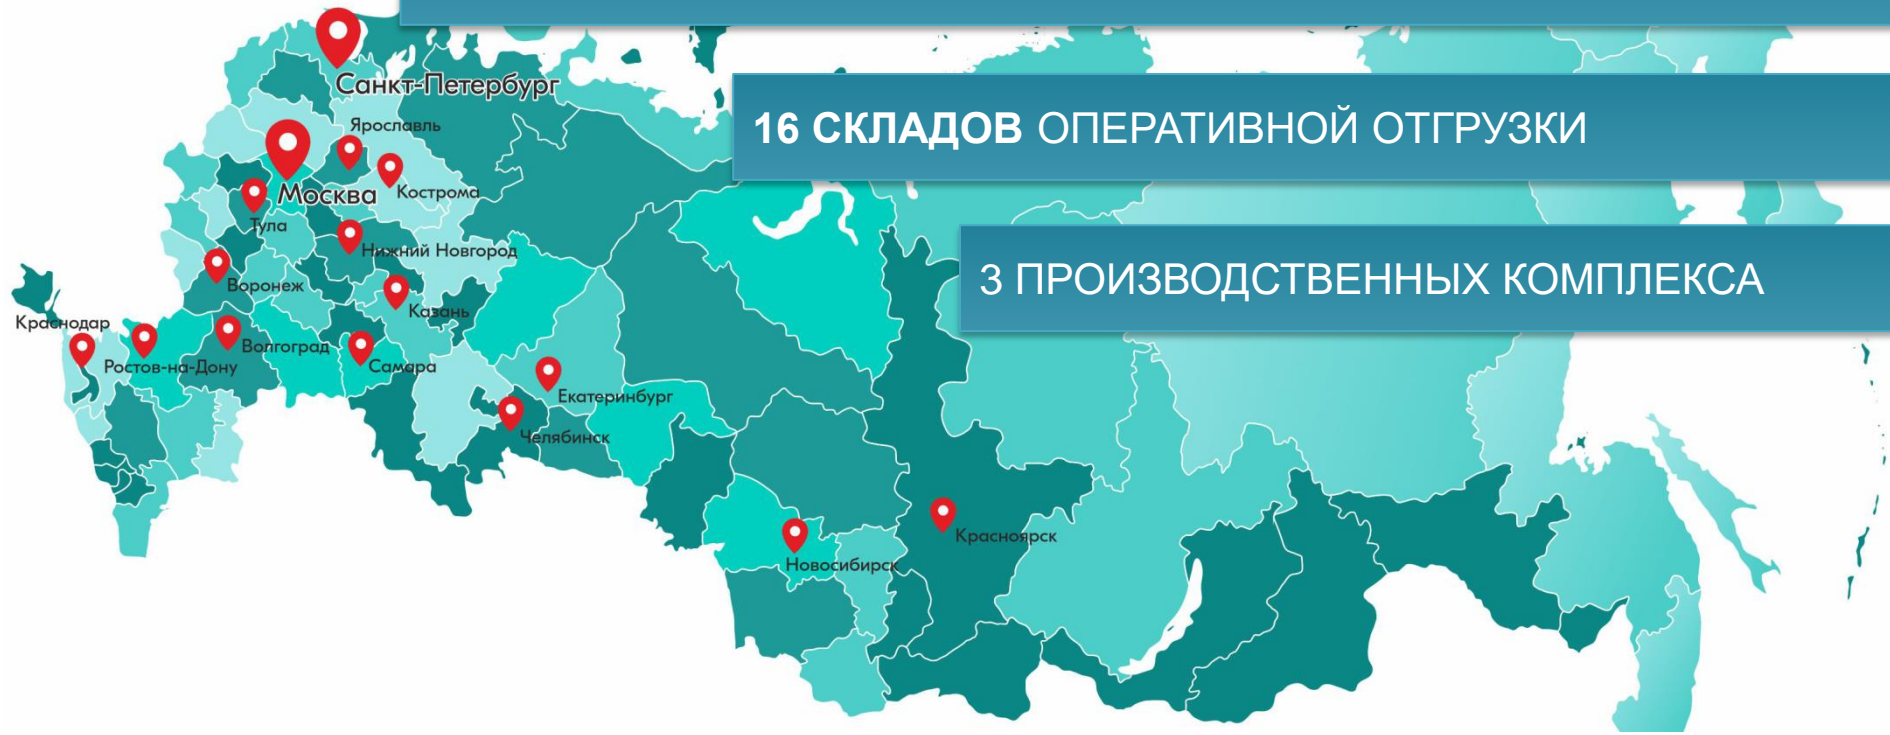 Санкт-Петербург
16 СКЛАДОВ ОПЕРАТИВНОЙ ОТГРУЗКИ
Ярославль
Москва
Кострома
Тула
Нижний Новгород
3 ПРОИЗВОДСТВЕННЫХ КОМПЛЕКСА
Воронеж
Казань
Краснодар
Ростов-на-Дону
Волгоград
Самара
Екатеринбург
Челябинск
Красноярск
Новосибирск